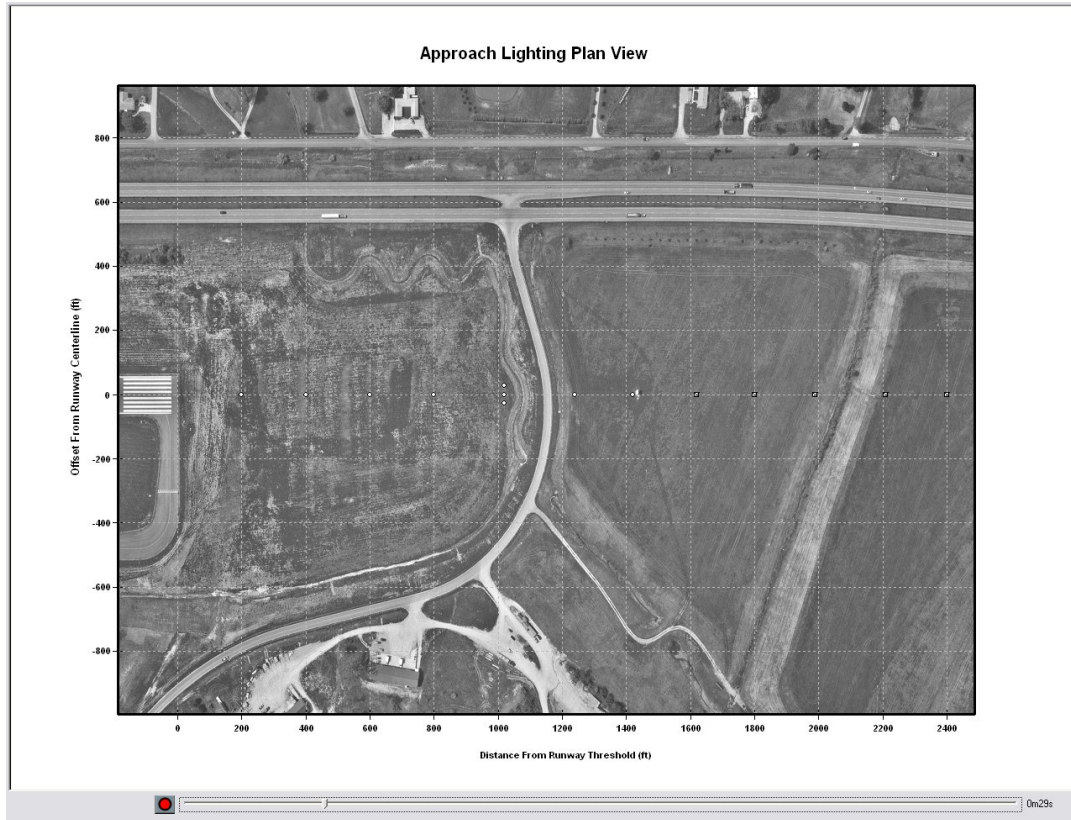 Approach Lighting Plan View
Offset From Runway Centerline (ft)
800
600
400
200
0
-200
-400
-600
-800
0 200 400 600 800 1000 1200 1400 1600 1800 2000 2200 2400
Distance From Runway Threshold (ft)
0m29s